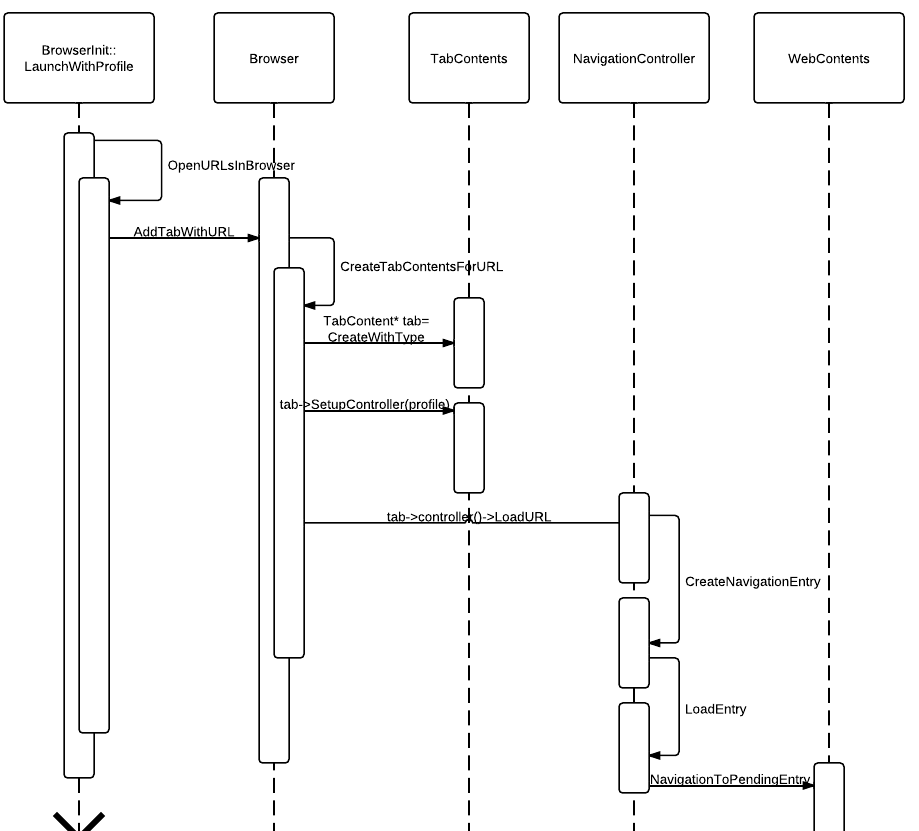 BrowserInit::
LaunchWithProfile
Browser
TabContents
NavigationController
WebContents
OpenURLsInBrowser
AddTabWithURL
CreateTabContentsForURL
TabContent* tab=
CreateWithType
tab->SetupController(profile)
tab->controller()->LoadURL
CreateNavigationEntry
LoadEntry
NavigationToPendingEntry